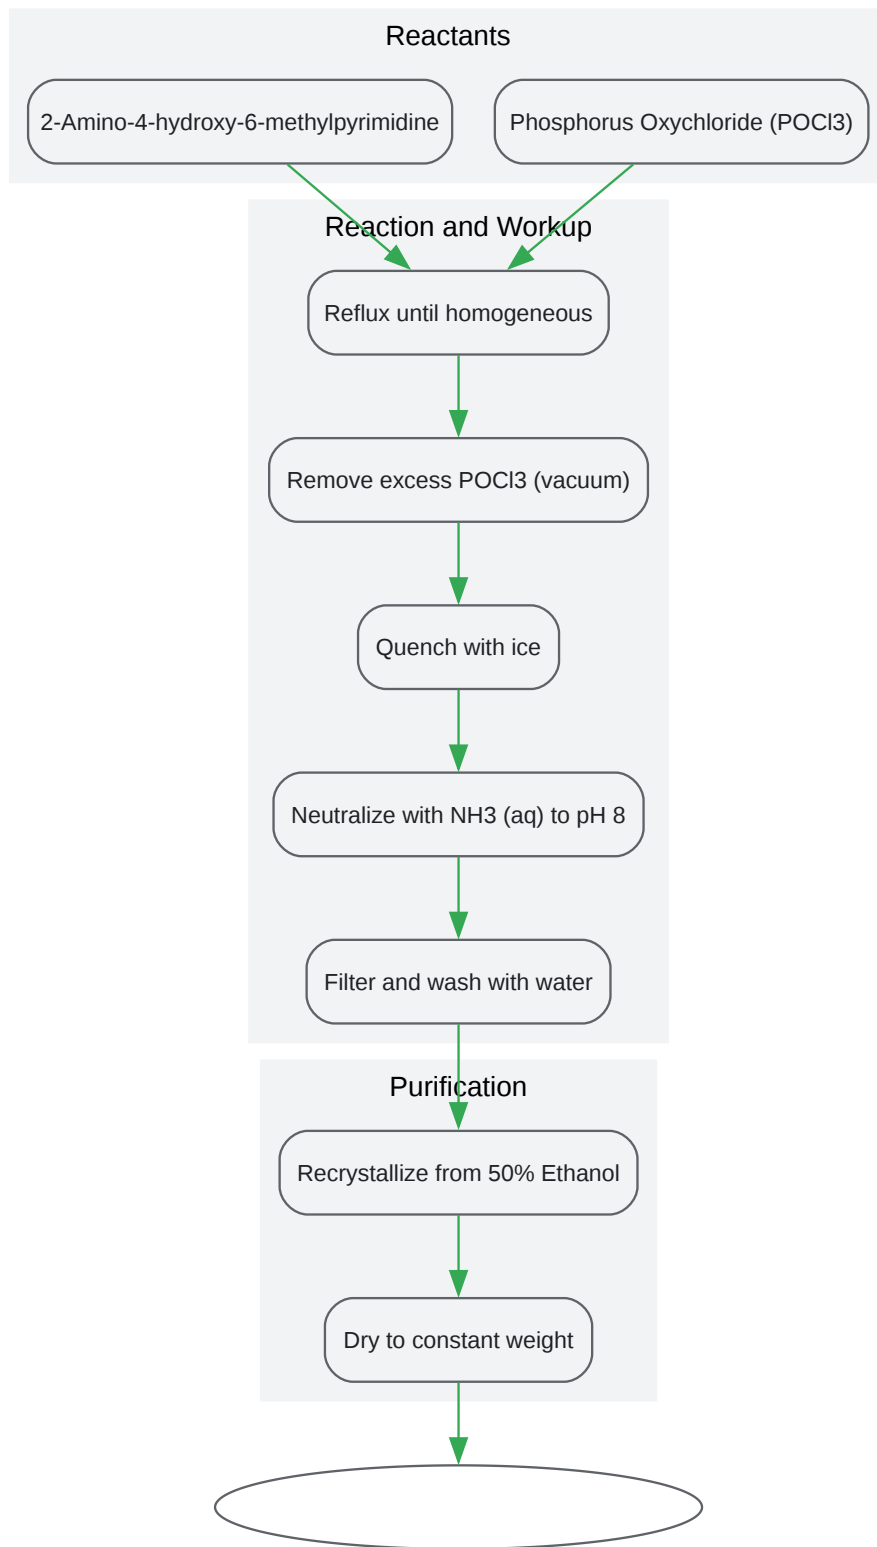 Reactants
2-Amino-4-hydroxy-6-methylpyrimidine
Phosphorus Oxychloride (POCl3)
Reaction and Workup
Reflux until homogeneous
Remove excess POCl3 (vacuum)
Quench with ice
Neutralize with NH3 (aq) to pH 8
Filter and wash with water
Purification
Recrystallize from 50% Ethanol
Dry to constant weight